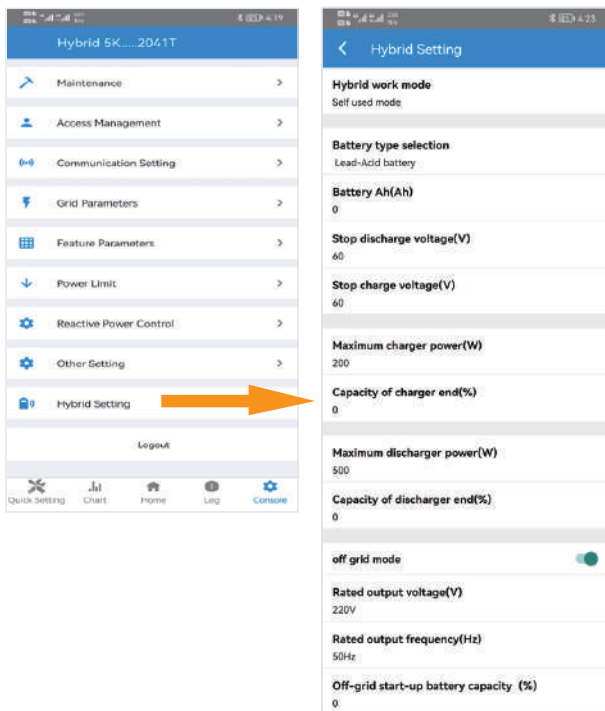 4:19
Hybrid 5K.....2041T
Maintenance
Access Management
Communication Setting
Grid Parameters
Feature Parameters
Power Limit
Reactive Power Control
Other Setting
Hybrid Setting
Logout
Quick Setting
Chart
Home
Log
Console
4:23
Hybrid Setting
Hybrid work mode
Self used mode
Battery type selection
Lead-Acid battery
Battery Ah(Ah)
0
Stop discharge voltage(V)
60
Stop charge voltage(V)
60
Maximum charger power(W)
200
Capacity of charger end(%)
0
Maximum discharger power(W)
500
Capacity of discharger end(%)
0
off grid mode
Rated output voltage(V)
220V
Rated output frequency(Hz)
50Hz
Off-grid start-up battery capacity (%)
0